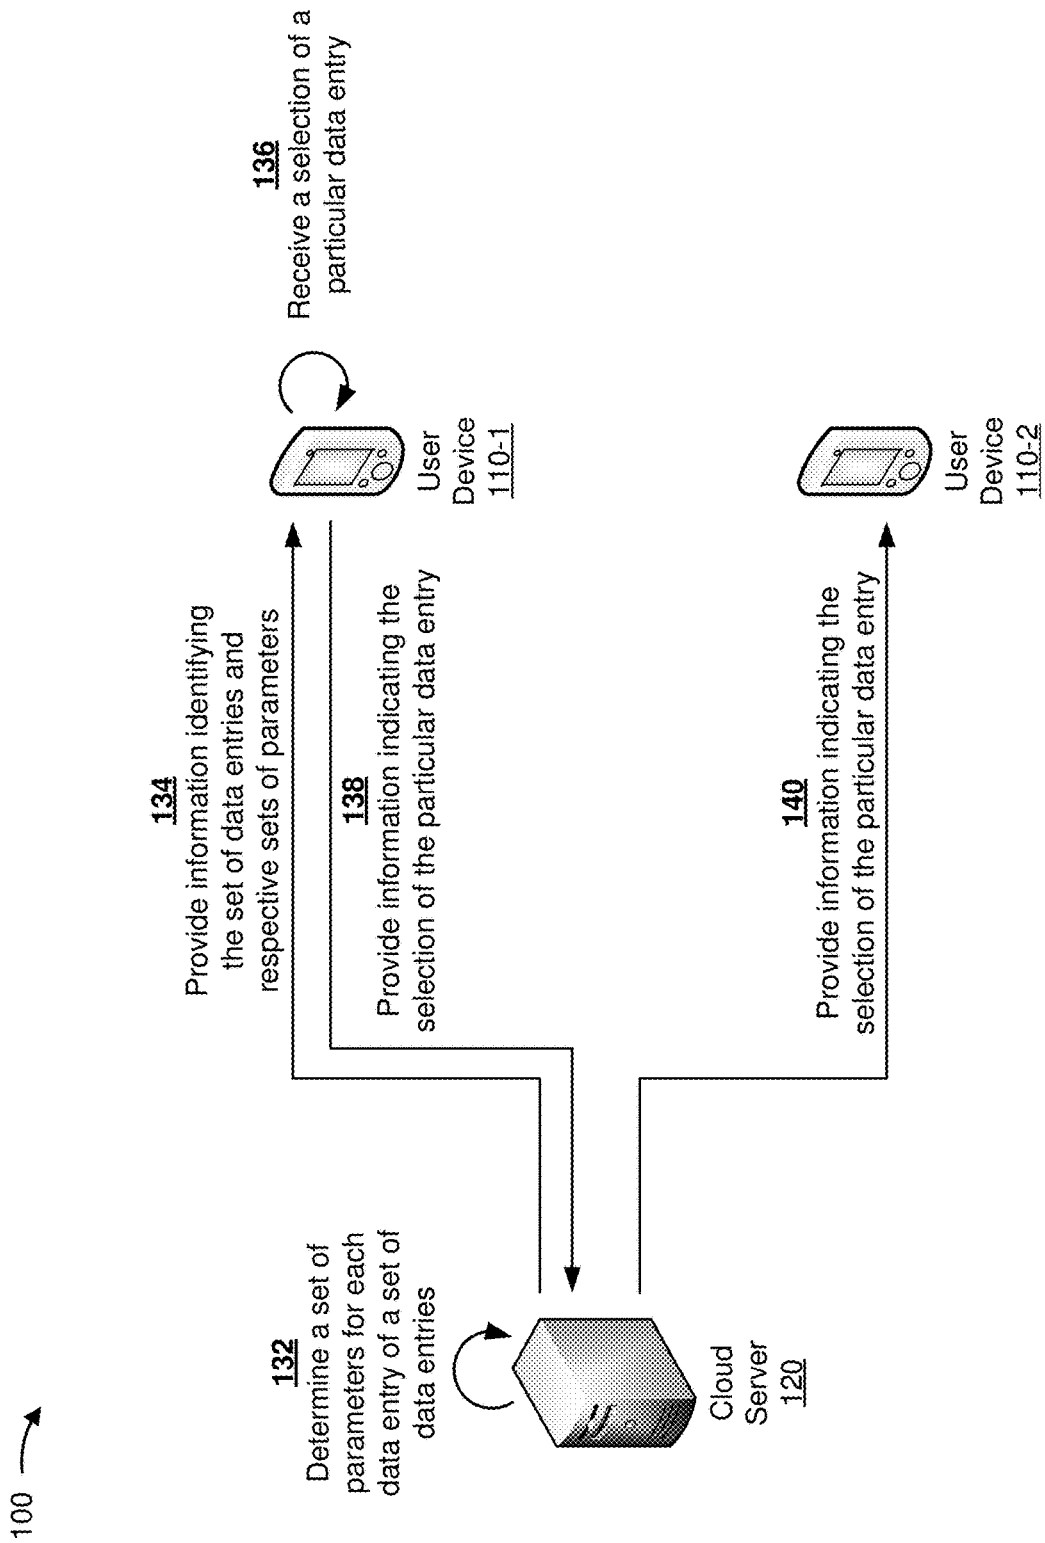 100
132
Determine a set of
parameters for each
data entry of a set of
data entries
Cloud
Server
120
134
Provide information identifying
the set of data entries and
respective sets of parameters
138
Provide information indicating the
selection of the particular data entry
136
Receive a selection of a
particular data entry
User
Device
110-1
140
Provide information indicating the
selection of the particular data entry
User
Device
110-2